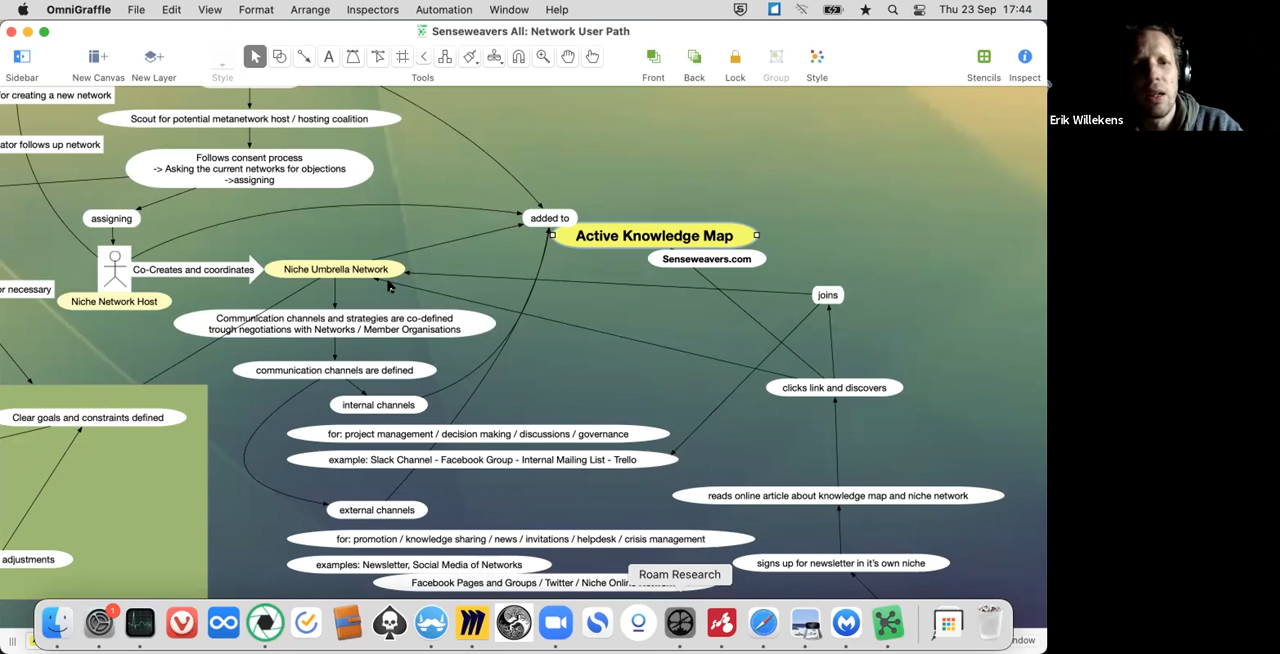 OmniGraffle File Edit View Format Arrange Inspectors Automation Window Help Thu 23 Sep 17:44
Senseweavers All: Network User Path
Sidebar New Canvas New Layer Style Tools Front Back Lock Group Style Stencils Inspect
for creating a new network
Scout for potential metanetwork host / hosting coalition
ator follows up network
Follows consent process
-> Asking the current networks for objections
->assigning
assigning
added to
Active Knowledge Map
Senseweavers.com
Co-Creates and coordinates
Niche Umbrella Network
or necessary
Niche Network Host
joins
Communication channels and strategies are co-defined
trough negotiations with Networks / Member Organisations
communication channels are defined
clicks link and discovers
internal channels
Clear goals and constraints defined
for: project management / decision making / discussions / governance
example: Slack Channel - Facebook Group - Internal Mailing List - Trello
reads online article about knowledge map and niche network
external channels
for: promotion / knowledge sharing / news / invitations / helpdesk / crisis management
adjustments
examples: Newsletter, Social Media of Networks
signs up for newsletter in it's own niche
Facebook Pages and Groups / Twitter / Niche Onlin
Roam Research
1
ndow
Erik Willekens